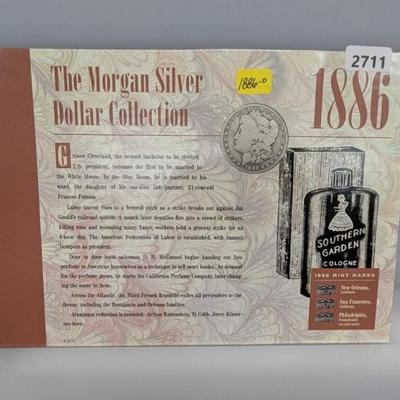 2711
The Morgan Silver
Dollar Collection
1886-O
1886
Grover Cleveland, the second bachelor to be elected
U.S. president, becomes the first to be married in
the White House. In the Blue Room, he is married to his
ward, the daughter of his one-time law partner, 21-year-old
Frances Folsom.
Labor unrest rises to a fevered pitch as a strike breaks out against Jay
Gould's railroad system. A month later deputies fire into a crowd of strikers,
killing nine and wounding many. Later, workers hold a general strike for an
8-hour day. The American Federation of Labor is established, with Samuel
Gompers as president.
Door to door book salesman D. H. McConnel begins handing out free
perfume to American housewives as a technique to sell more books. As demand
for the perfume grows, he starts the California Perfume Company, later chang-
ing the name to Avon.
Across the Atlantic, the Third French Republic exiles all pretenders to the
throne, including the Bonaparte and Orleans families.
Aluminum reduction is invented. Arthur Rubenstein, Ty Cobb, Joyce Kilmer
are born.
SOUTHERN
GARDEN
COLOGNE
1886 MINT MARKS
New Orleans,
Louisiana
San Francisco,
California
Philadelphia,
Pennsylvania
(no mint mark)